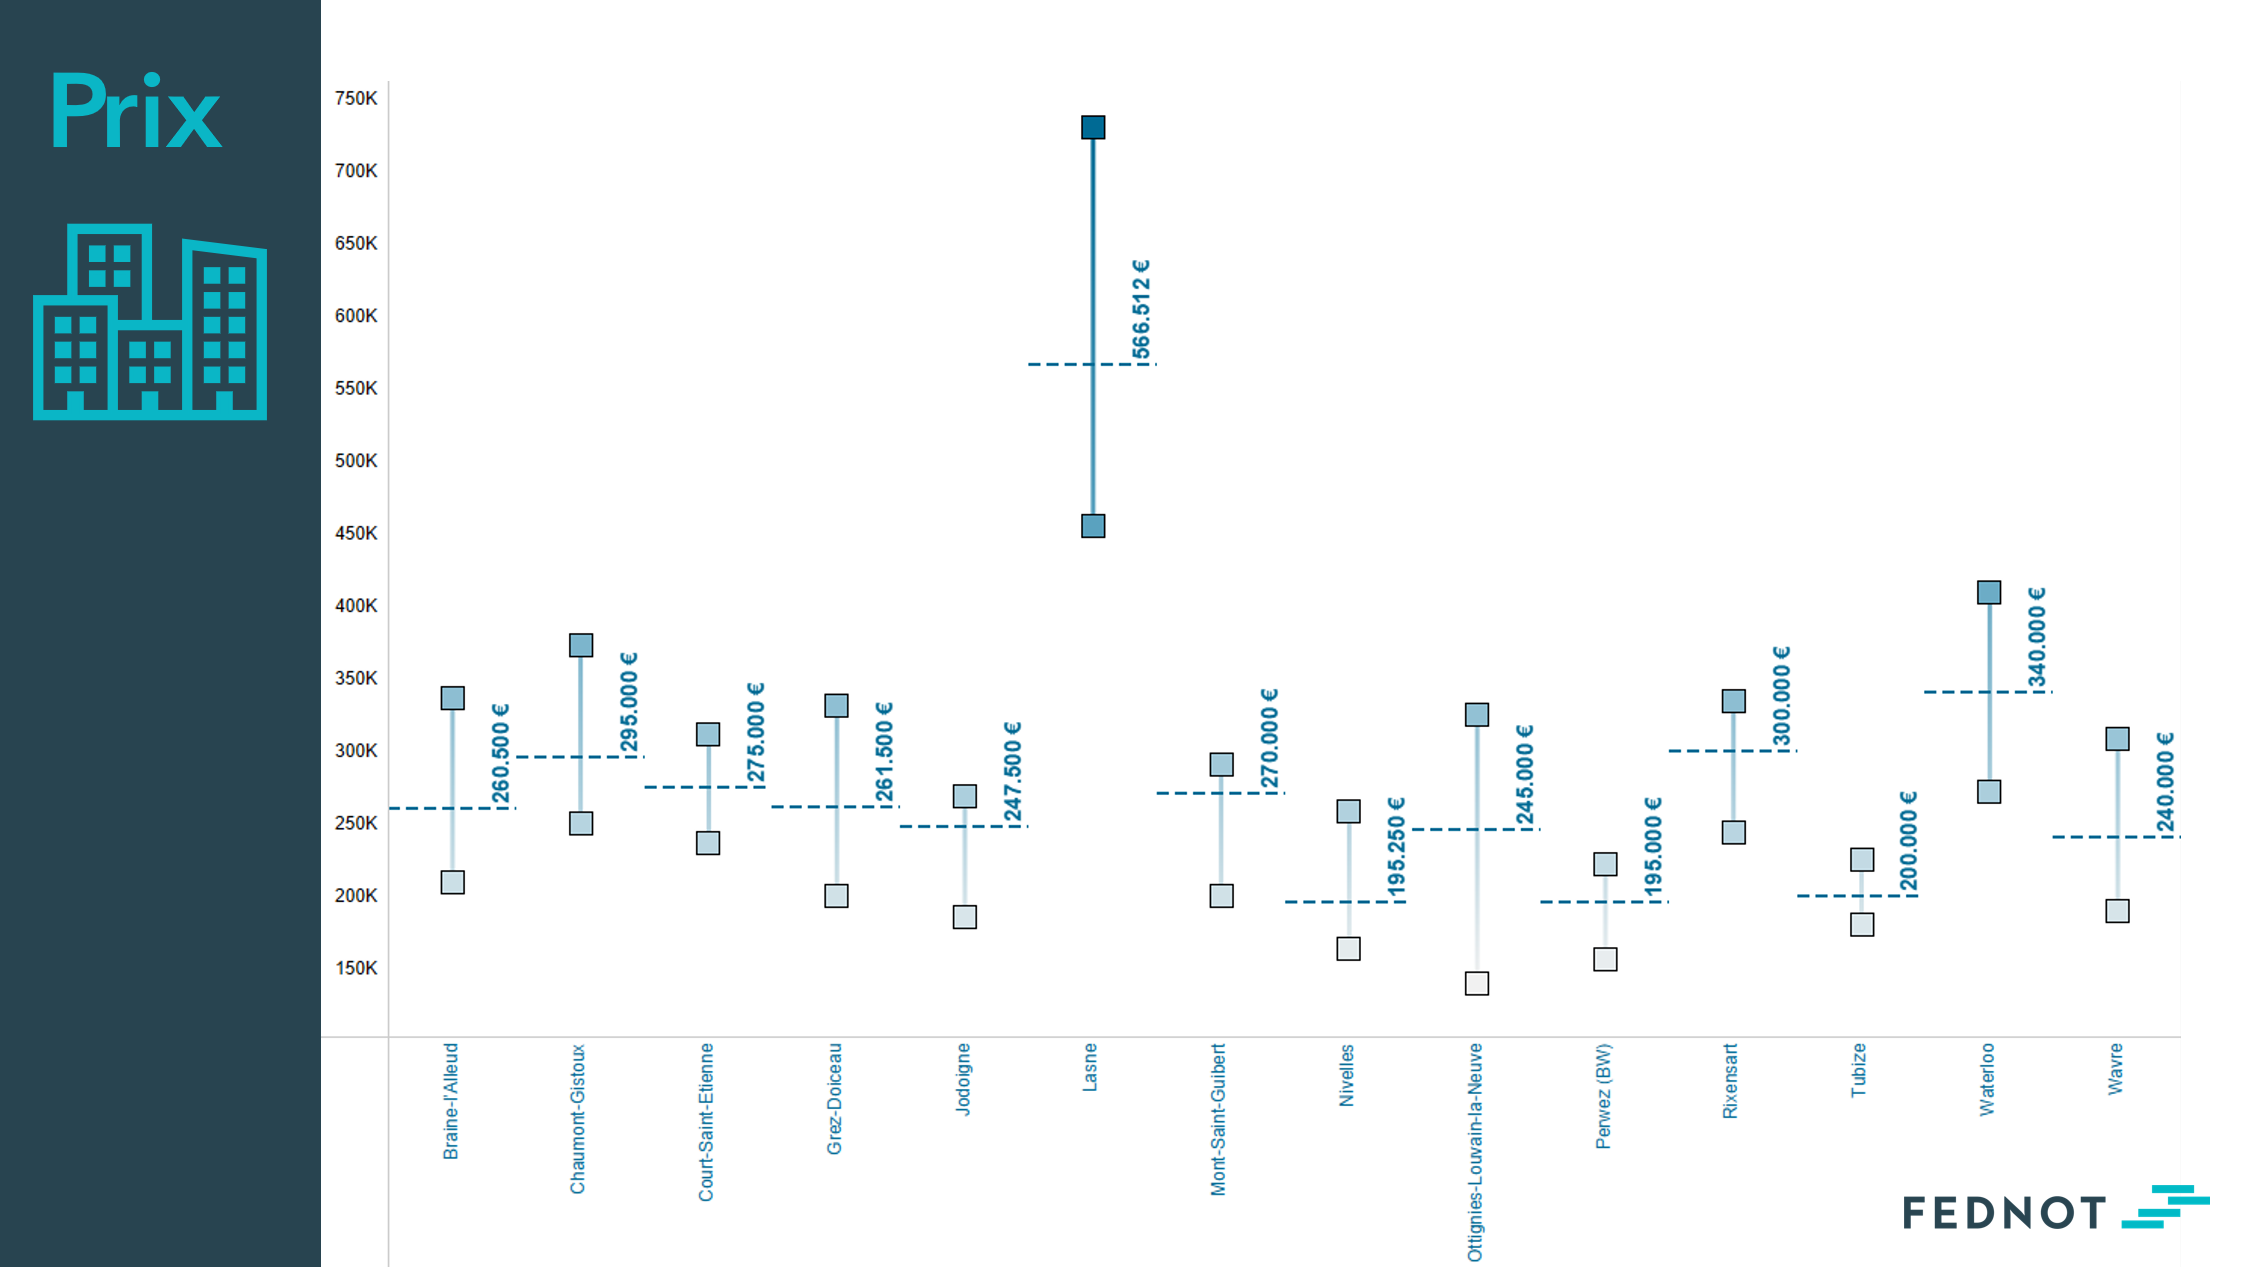 Prix
750K
700K
650K
600K
550K
500K
450K
400K
350K
300K
250K
200K
150K
260.500 €
295.000 €
275.000 €
261.500 €
247.500 €
566.512 €
270.000 €
195.250 €
245.000 €
195.000 €
300.000 €
200.000 €
340.000 €
240.000 €
Braine-l'Alleud
Chaumont-Gistoux
Court-Saint-Etienne
Grez-Doiceau
Jodoigne
Lasne
Mont-Saint-Guibert
Nivelles
Ottignies-Louvain-la-Neuve
Perwez (BW)
Rixensart
Tubize
Waterloo
Wavre
FEDNOT